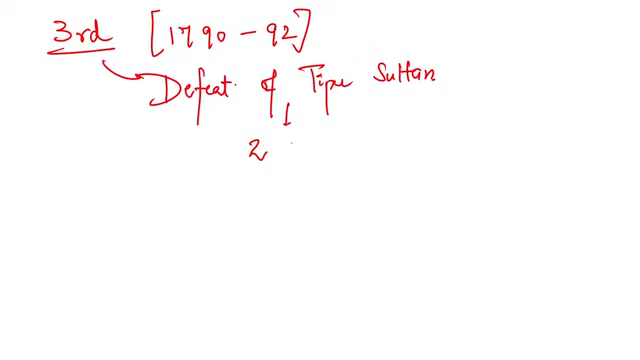 3rd [1790 - 92]
Defeat of Tipu Sultan
2